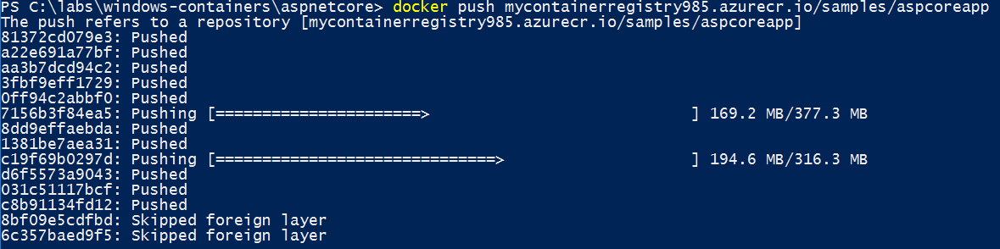 PS C:\labs\windows-containers\aspnetcore> docker push mycontainerregistry985.azurecr.io/samples/aspcoreapp
The push refers to a repository [mycontainerregistry985.azurecr.io/samples/aspcoreapp]
81372cd079e3: Pushed
a22e691a77bf: Pushed
aa3b7dcd94c2: Pushed
3fbf9eff1729: Pushed
0ff94c2abbf0: Pushed
7156b3f84ea5: Pushing [======================>                            ] 169.2 MB/377.3 MB
8dd9effaebda: Pushed
1381be7aea31: Pushed
c19f69b0297d: Pushing [==============================>                    ] 194.6 MB/316.3 MB
d6f5573a9043: Pushed
031c51117bcf: Pushed
c8b91134fd12: Pushed
8bf09e5cdfbd: Skipped foreign layer
6c357baed9f5: Skipped foreign layer